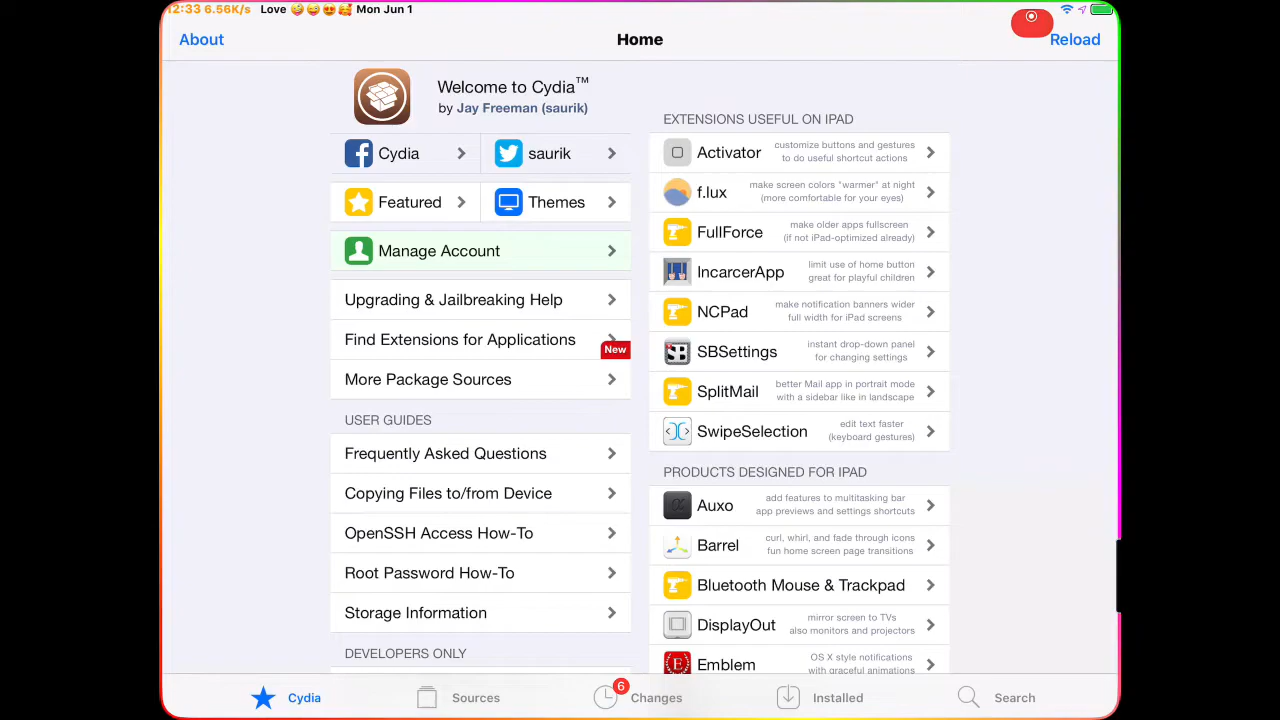 12:33 6.56K/s Love 🤣😜😍🥰 Mon Jun 1
About
Home
Reload
Welcome to Cydia™
by Jay Freeman (saurik)
Cydia
saurik
Featured
Themes
Manage Account
Upgrading & Jailbreaking Help
Find Extensions for Applications
New
More Package Sources
USER GUIDES
Frequently Asked Questions
Copying Files to/from Device
OpenSSH Access How-To
Root Password How-To
Storage Information
DEVELOPERS ONLY
EXTENSIONS USEFUL ON IPAD
Activator
customize buttons and gestures
to do useful shortcut actions
f.lux
make screen colors "warmer" at night
(more comfortable for your eyes)
FullForce
make older apps fullscreen
(if not iPad-optimized already)
IncarcerApp
limit use of home button
great for playful children
NCPad
make notification banners wider
full width for iPad screens
SBSettings
instant drop-down panel
for changing settings
SplitMail
better Mail app in portrait mode
with a sidebar like in landscape
SwipeSelection
edit text faster
(keyboard gestures)
PRODUCTS DESIGNED FOR IPAD
Auxo
add features to multitasking bar
app previews and settings shortcuts
Barrel
curl, whirl, and fade through icons
fun home screen page transitions
Bluetooth Mouse & Trackpad
DisplayOut
mirror screen to TVs
also monitors and projectors
Emblem
OS X style notifications
with graceful animations
Cydia
Sources
6
Changes
Installed
Search